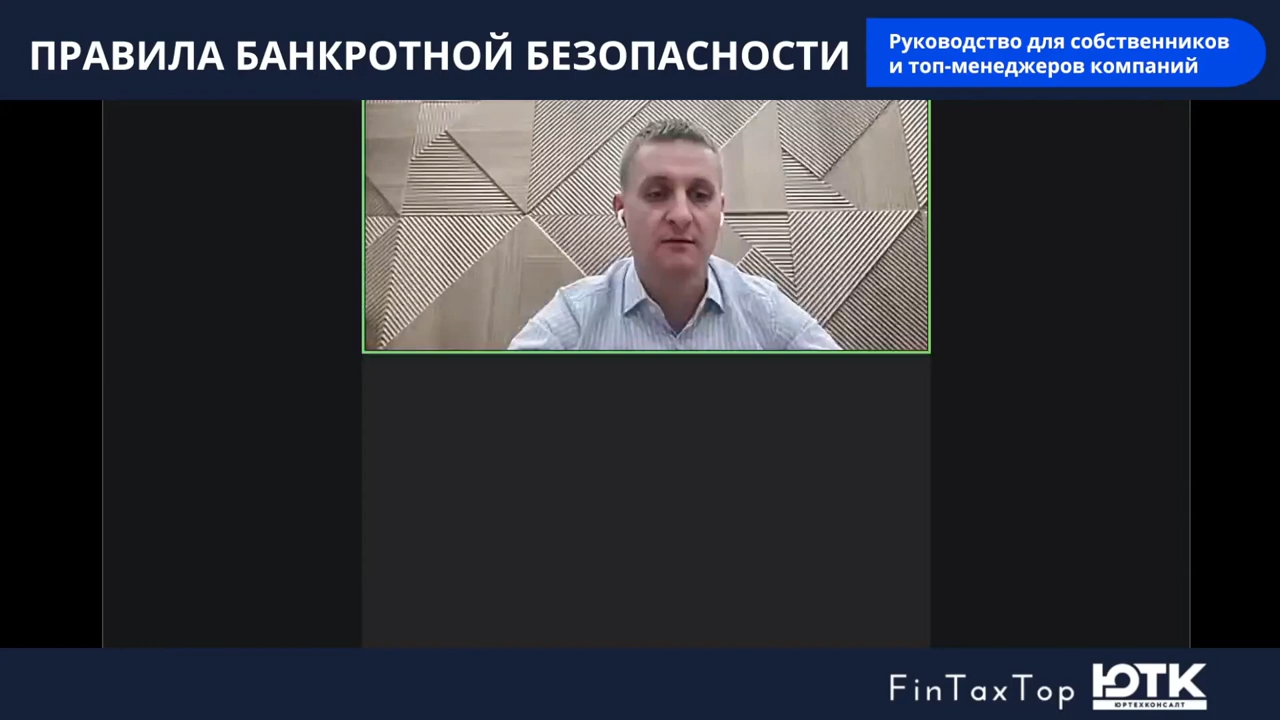 ПРАВИЛА БАНКРОТНОЙ БЕЗОПАСНОСТИ
Руководство для собственников
и топ-менеджеров компаний
FinTaxTop
ЮТК
ЮРТЕХКОНСАЛТ